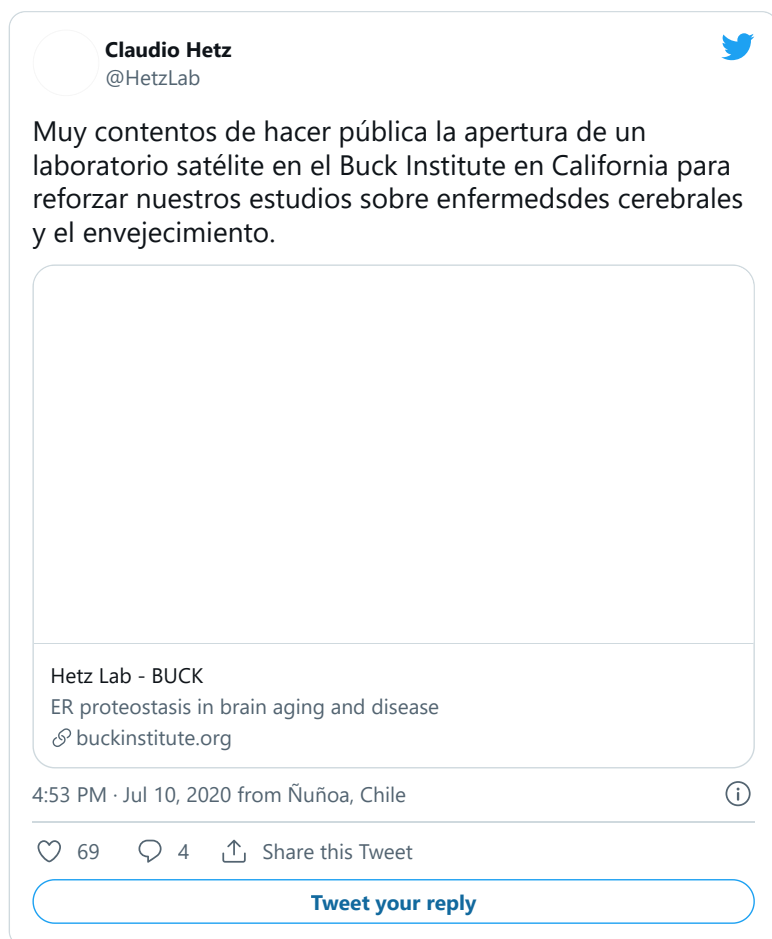 Claudio Hetz
@HetzLab
Muy contentos de hacer pública la apertura de un
laboratorio satélite en el Buck Institute en California para
reforzar nuestros estudios sobre enfermedsdes cerebrales
y el envejecimiento.
Hetz Lab - BUCK
ER proteostasis in brain aging and disease
buckinstitute.org
4:53 PM · Jul 10, 2020 from Ñuñoa, Chile
69 4 Share this Tweet
Tweet your reply